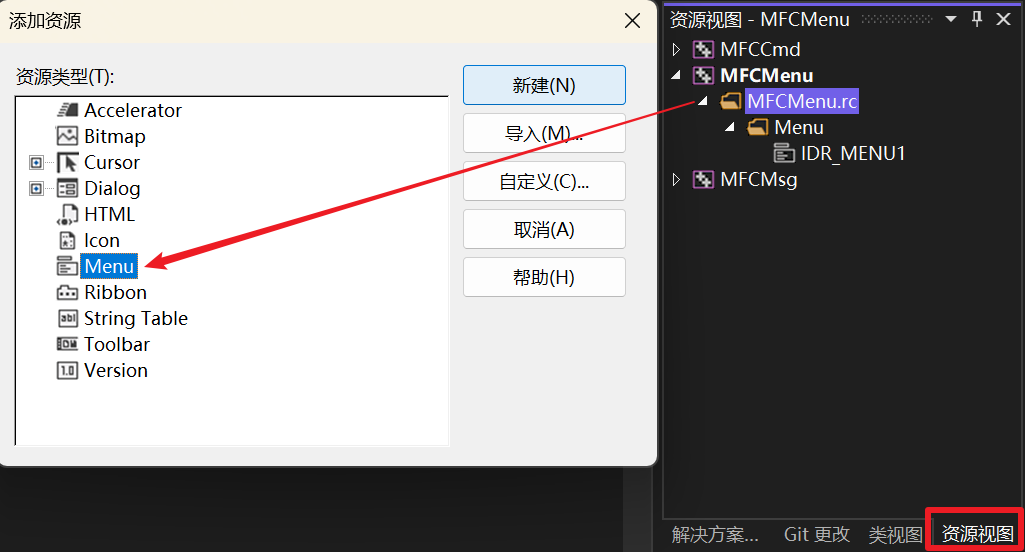 添加资源
资源类型(T):
Accelerator
Bitmap
Cursor
Dialog
HTML
Icon
Menu
Ribbon
String Table
Toolbar
Version
新建(N)
导入(M)...
自定义(C)...
取消(A)
帮助(H)
资源视图 - MFCMenu
MFCCmd
MFCMenu
MFCMenu.rc
Menu
IDR_MENU1
MFCMsg
解决方案... Git 更改 类视图 资源视图